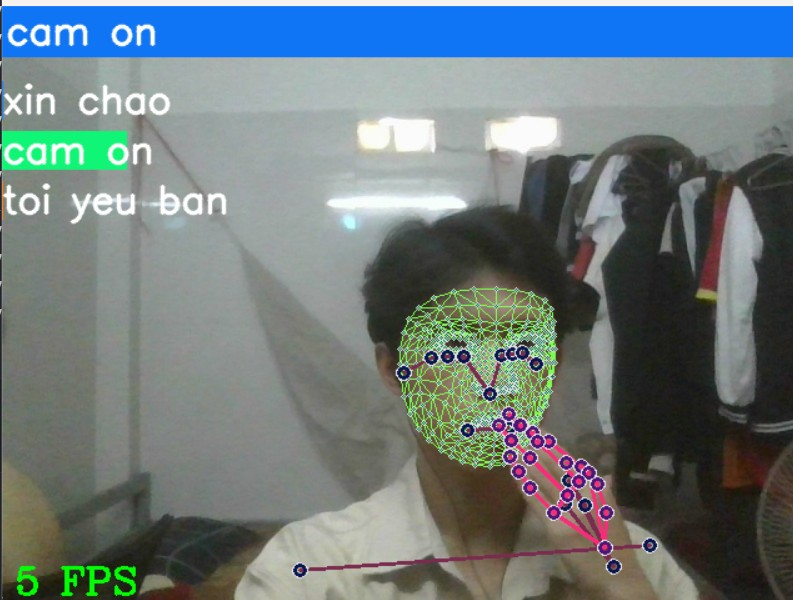 cam on
xin chao
cam on
toi yeu ban
5 FPS